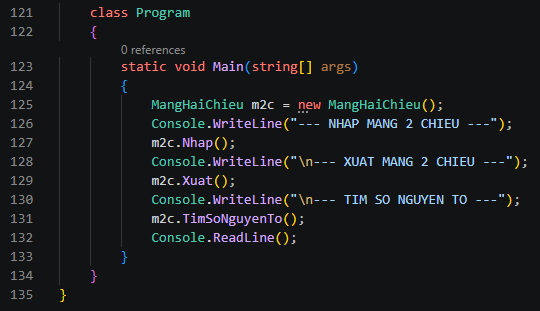 121 class Program
122 {
0 references
123 static void Main(string[] args)
124 {
125 MangHaiChieu m2c = new MangHaiChieu();
126 Console.WriteLine("--- NHAP MANG 2 CHIEU ---");
127 m2c.Nhap();
128 Console.WriteLine("\n--- XUAT MANG 2 CHIEU ---");
129 m2c.Xuat();
130 Console.WriteLine("\n--- TIM SO NGUYEN TO ---");
131 m2c.TimSoNguyenTo();
132 Console.ReadLine();
133 }
134 }
135 }